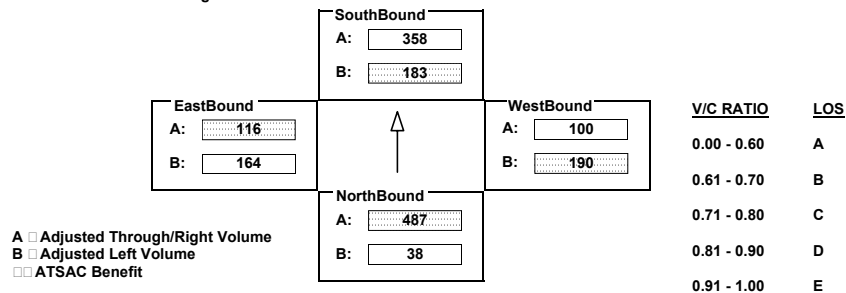 SouthBound
A: 358
B: 183
EastBound
A: 116
B: 164
WestBound
A: 100
B: 190
NorthBound
A: 487
B: 38
A □ Adjusted Through/Right Volume
B □ Adjusted Left Volume
□□ ATSAC Benefit
V/C RATIO LOS
0.00 - 0.60 A
0.61 - 0.70 B
0.71 - 0.80 C
0.81 - 0.90 D
0.91 - 1.00 E